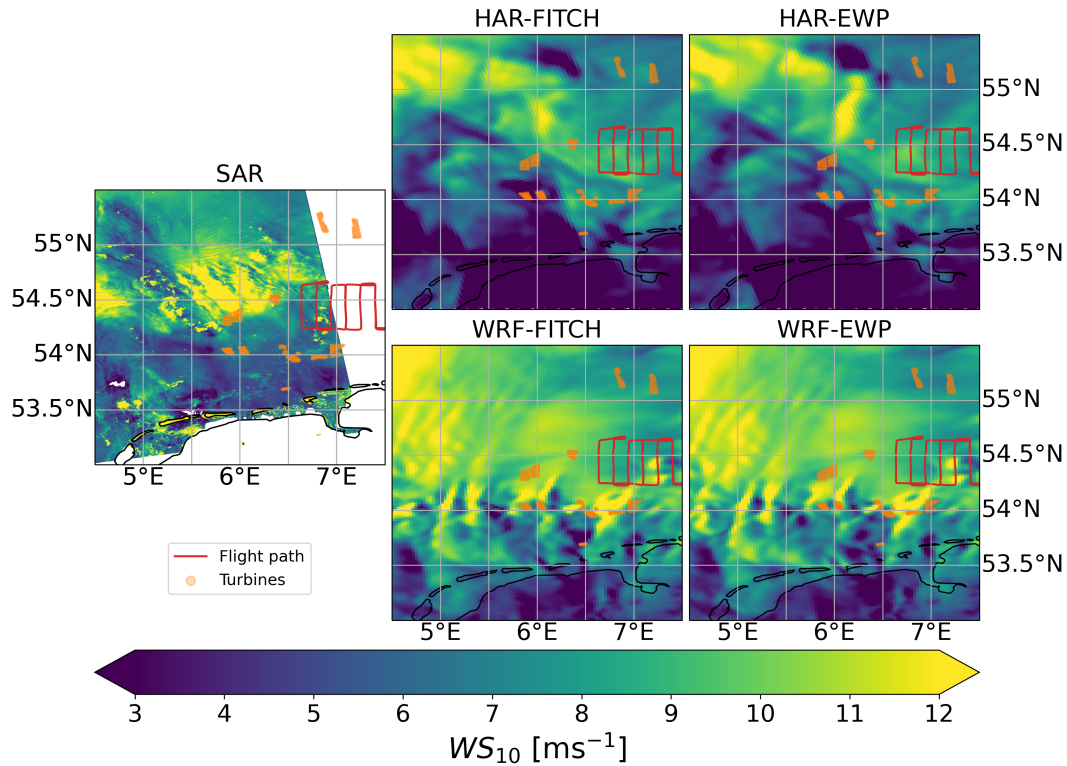 HAR-FITCH HAR-EWP
55°N
54.5°N
54°N
53.5°N
SAR
55°N
54.5°N
54°N
53.5°N
5°E 6°E 7°E
WRF-FITCH WRF-EWP
55°N
54.5°N
54°N
53.5°N
5°E 6°E 7°E 5°E 6°E 7°E
Flight path
Turbines
3 4 5 6 7 8 9 10 11 12
WS₁₀ [ms⁻¹]